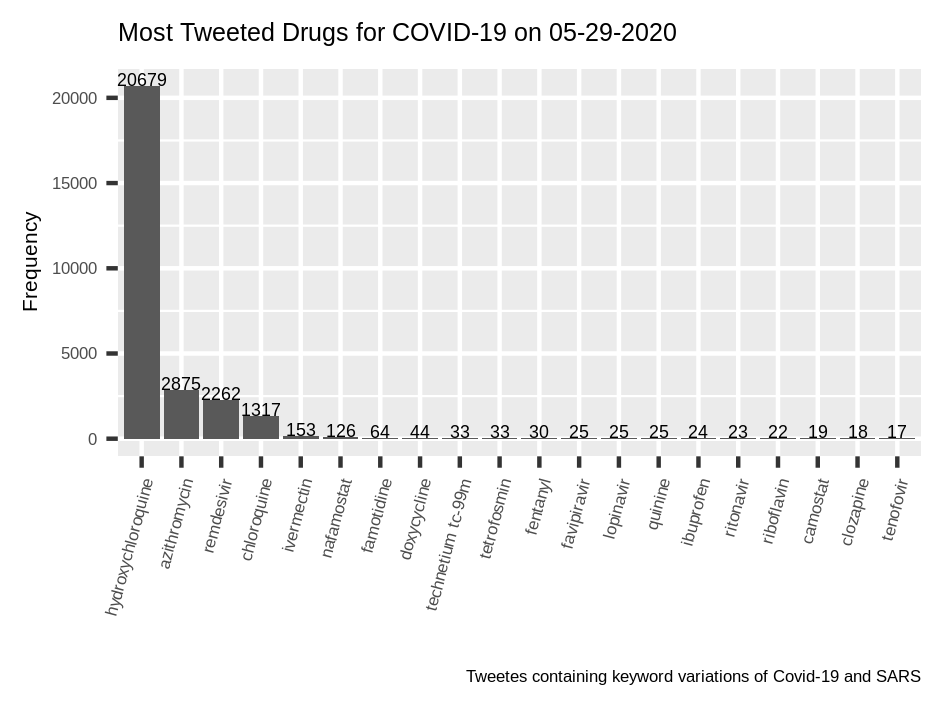 Most Tweeted Drugs for COVID-19 on 05-29-2020
Frequency
20000
15000
10000
5000
0
20679
2875
2262
1317
153
126
64
44
33
33
30
25
25
25
24
23
22
19
18
17
hydroxychloroquine
azithromycin
remdesivir
chloroquine
ivermectin
nafamostat
famotidine
doxycycline
technetium tc-99m
tetrofosmin
fentanyl
favipiravir
lopinavir
quinine
ibuprofen
ritonavir
riboflavin
camostat
clozapine
tenofovir
Tweetes containing keyword variations of Covid-19 and SARS